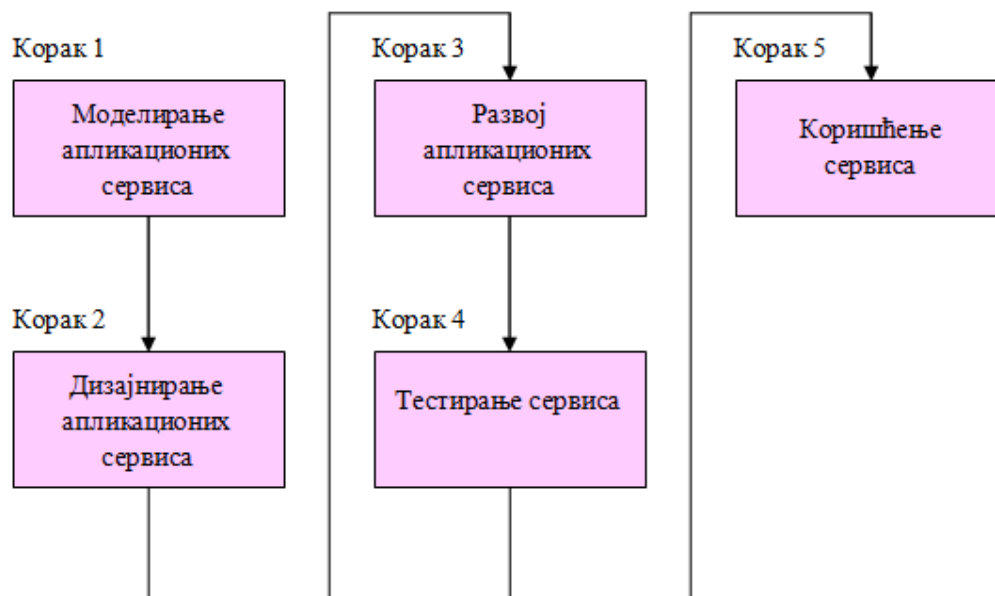 Корак 1
Моделирање
апликационих
сервиса
Корак 2
Дизајнирање
апликационих
сервиса
Корак 3
Развој
апликационих
сервиса
Корак 4
Тестирање сервиса
Корак 5
Коришћење
сервиса